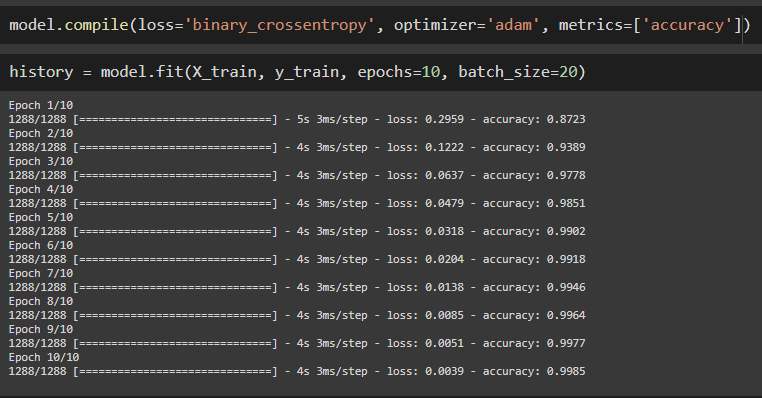 model.compile(loss='binary_crossentropy', optimizer='adam', metrics=['accuracy'])
history = model.fit(X_train, y_train, epochs=10, batch_size=20)
Epoch 1/10
1288/1288 [==============================] - 5s 3ms/step - loss: 0.2959 - accuracy: 0.8723
Epoch 2/10
1288/1288 [==============================] - 4s 3ms/step - loss: 0.1222 - accuracy: 0.9389
Epoch 3/10
1288/1288 [==============================] - 4s 3ms/step - loss: 0.0637 - accuracy: 0.9778
Epoch 4/10
1288/1288 [==============================] - 4s 3ms/step - loss: 0.0479 - accuracy: 0.9851
Epoch 5/10
1288/1288 [==============================] - 4s 3ms/step - loss: 0.0318 - accuracy: 0.9902
Epoch 6/10
1288/1288 [==============================] - 4s 3ms/step - loss: 0.0204 - accuracy: 0.9918
Epoch 7/10
1288/1288 [==============================] - 4s 3ms/step - loss: 0.0138 - accuracy: 0.9946
Epoch 8/10
1288/1288 [==============================] - 4s 3ms/step - loss: 0.0085 - accuracy: 0.9964
Epoch 9/10
1288/1288 [==============================] - 4s 3ms/step - loss: 0.0051 - accuracy: 0.9977
Epoch 10/10
1288/1288 [==============================] - 4s 3ms/step - loss: 0.0039 - accuracy: 0.9985